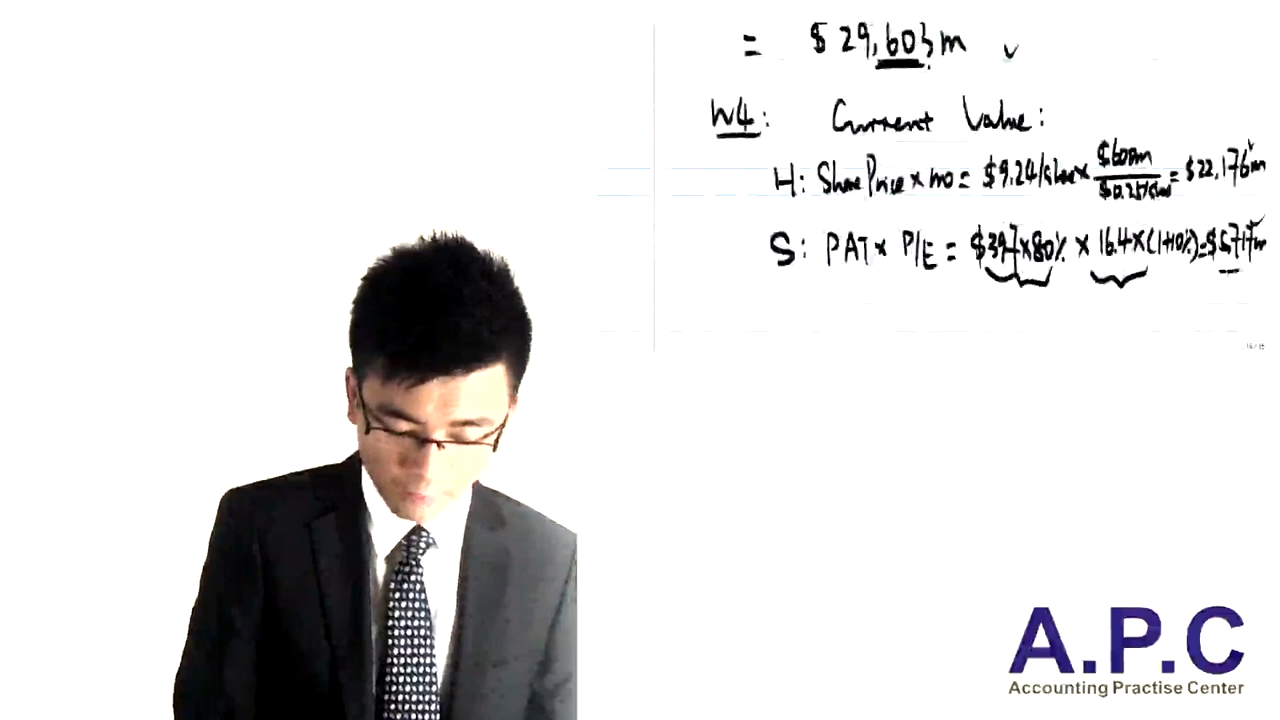 = $29,603m
W4: Current Value:
H: Share Price × no = $9.24/share × $600m / $0.25/share = $22,176m
S: PAT × P/E = $397 × 80% × 16.4 × (1+10%) = $5,717m
A.P.C
Accounting Practise Center